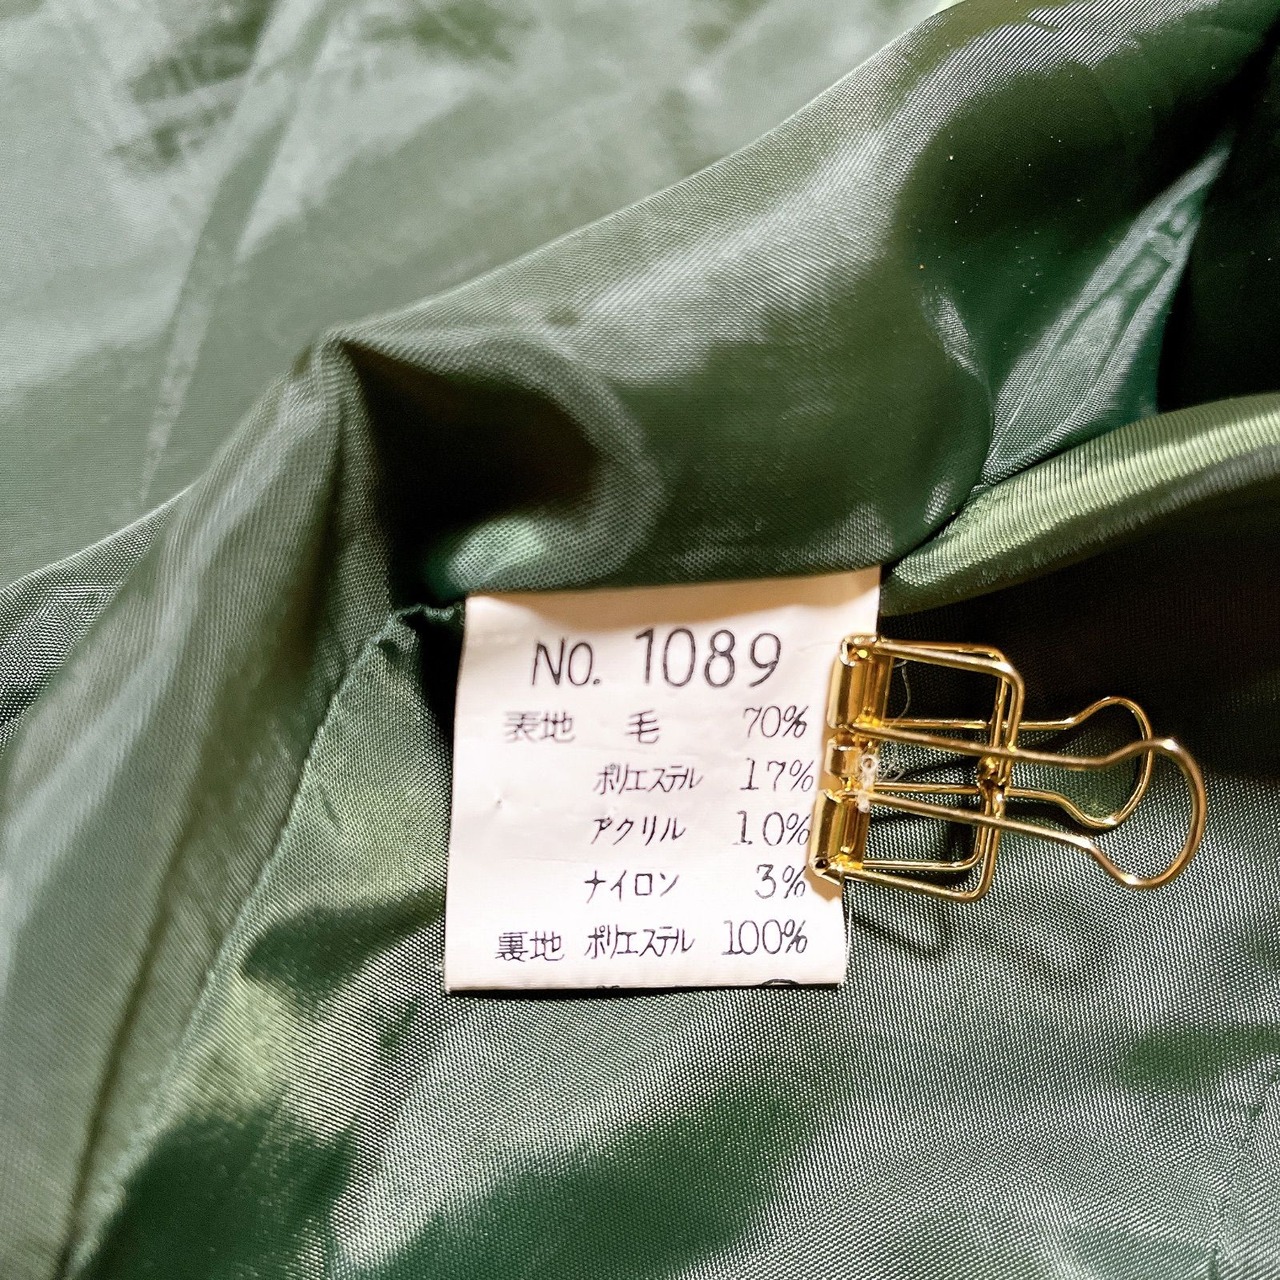 NO. 1089
表地 毛 70%
ポリエステル 17%
アクリル 10%
ナイロン 3%
裏地 ポリエステル 100%